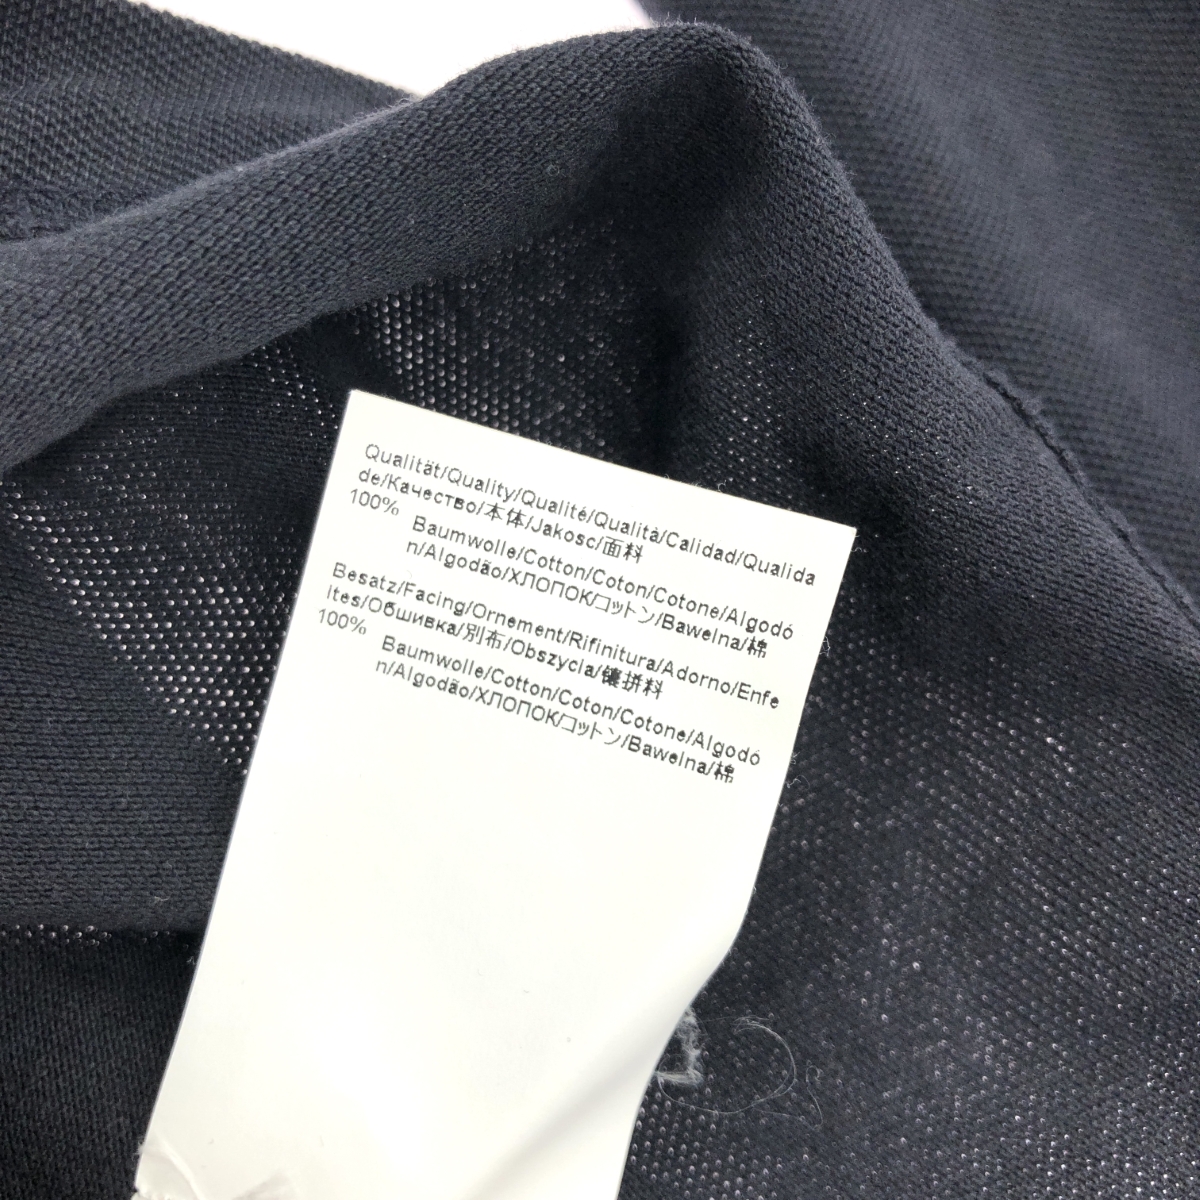 Qualität/Quality/Qualité/Qualità/Calidad/Qualida
de/Качество/本体/Jakosc/面料
100%
Baumwolle/Cotton/Coton/Cotone/Algodó
n/Algodão/ХЛОПОК/コットン/Bawelna/棉
Besatz/Facing/Ornement/Rifinitura/Adorno/Enfe
ites/Обшивка/別布/Obszycia/镶拼料
100%
Baumwolle/Cotton/Coton/Cotone/Algodó
n/Algodão/ХЛОПОК/コットン/Bawelna/棉